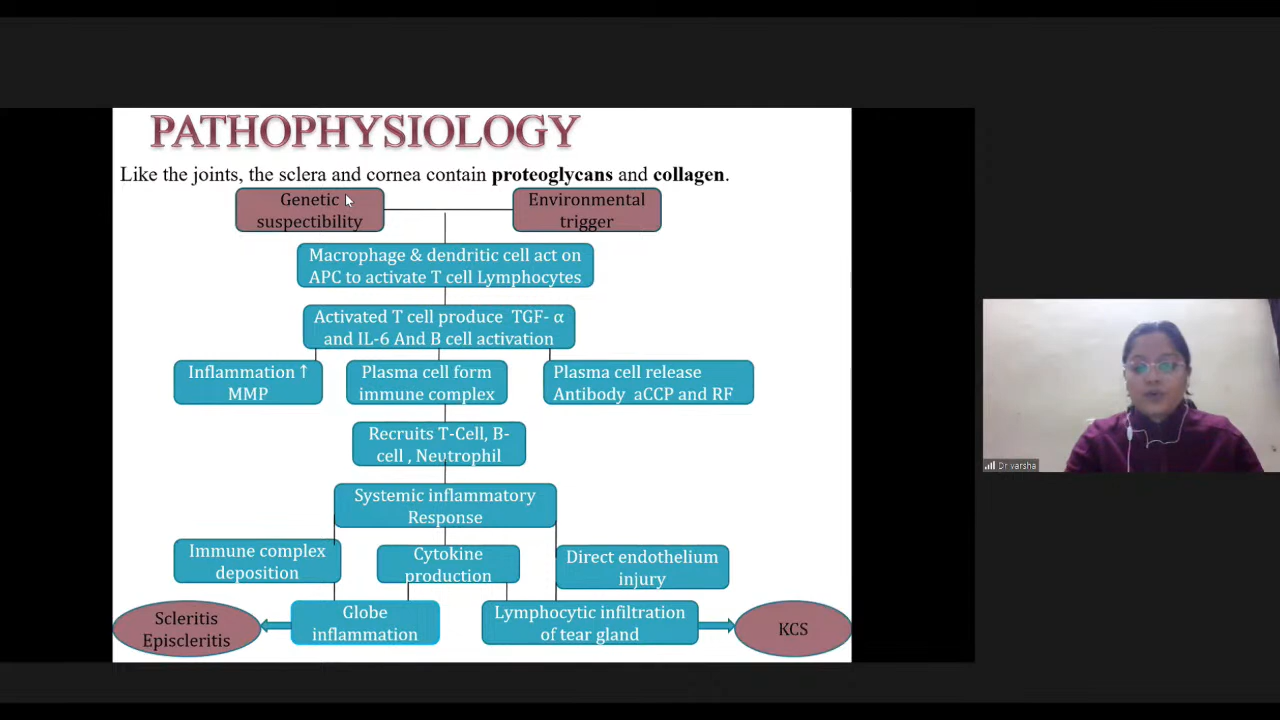 PATHOPHYSIOLOGY
Like the joints, the sclera and cornea contain proteoglycans and collagen.
Genetic
suspectibility
Environmental
trigger
Macrophage & dendritic cell act on
APC to activate T cell Lymphocytes
Activated T cell produce TGF- α
and IL-6 And B cell activation
Inflammation ↑
MMP
Plasma cell form
immune complex
Plasma cell release
Antibody aCCP and RF
Recruits T-Cell, B-
cell , Neutrophil
Systemic inflammatory
Response
Immune complex
deposition
Cytokine
production
Direct endothelium
injury
Scleritis
Episcleritis
Globe
inflammation
Lymphocytic infiltration
of tear gland
KCS
Dr varsha